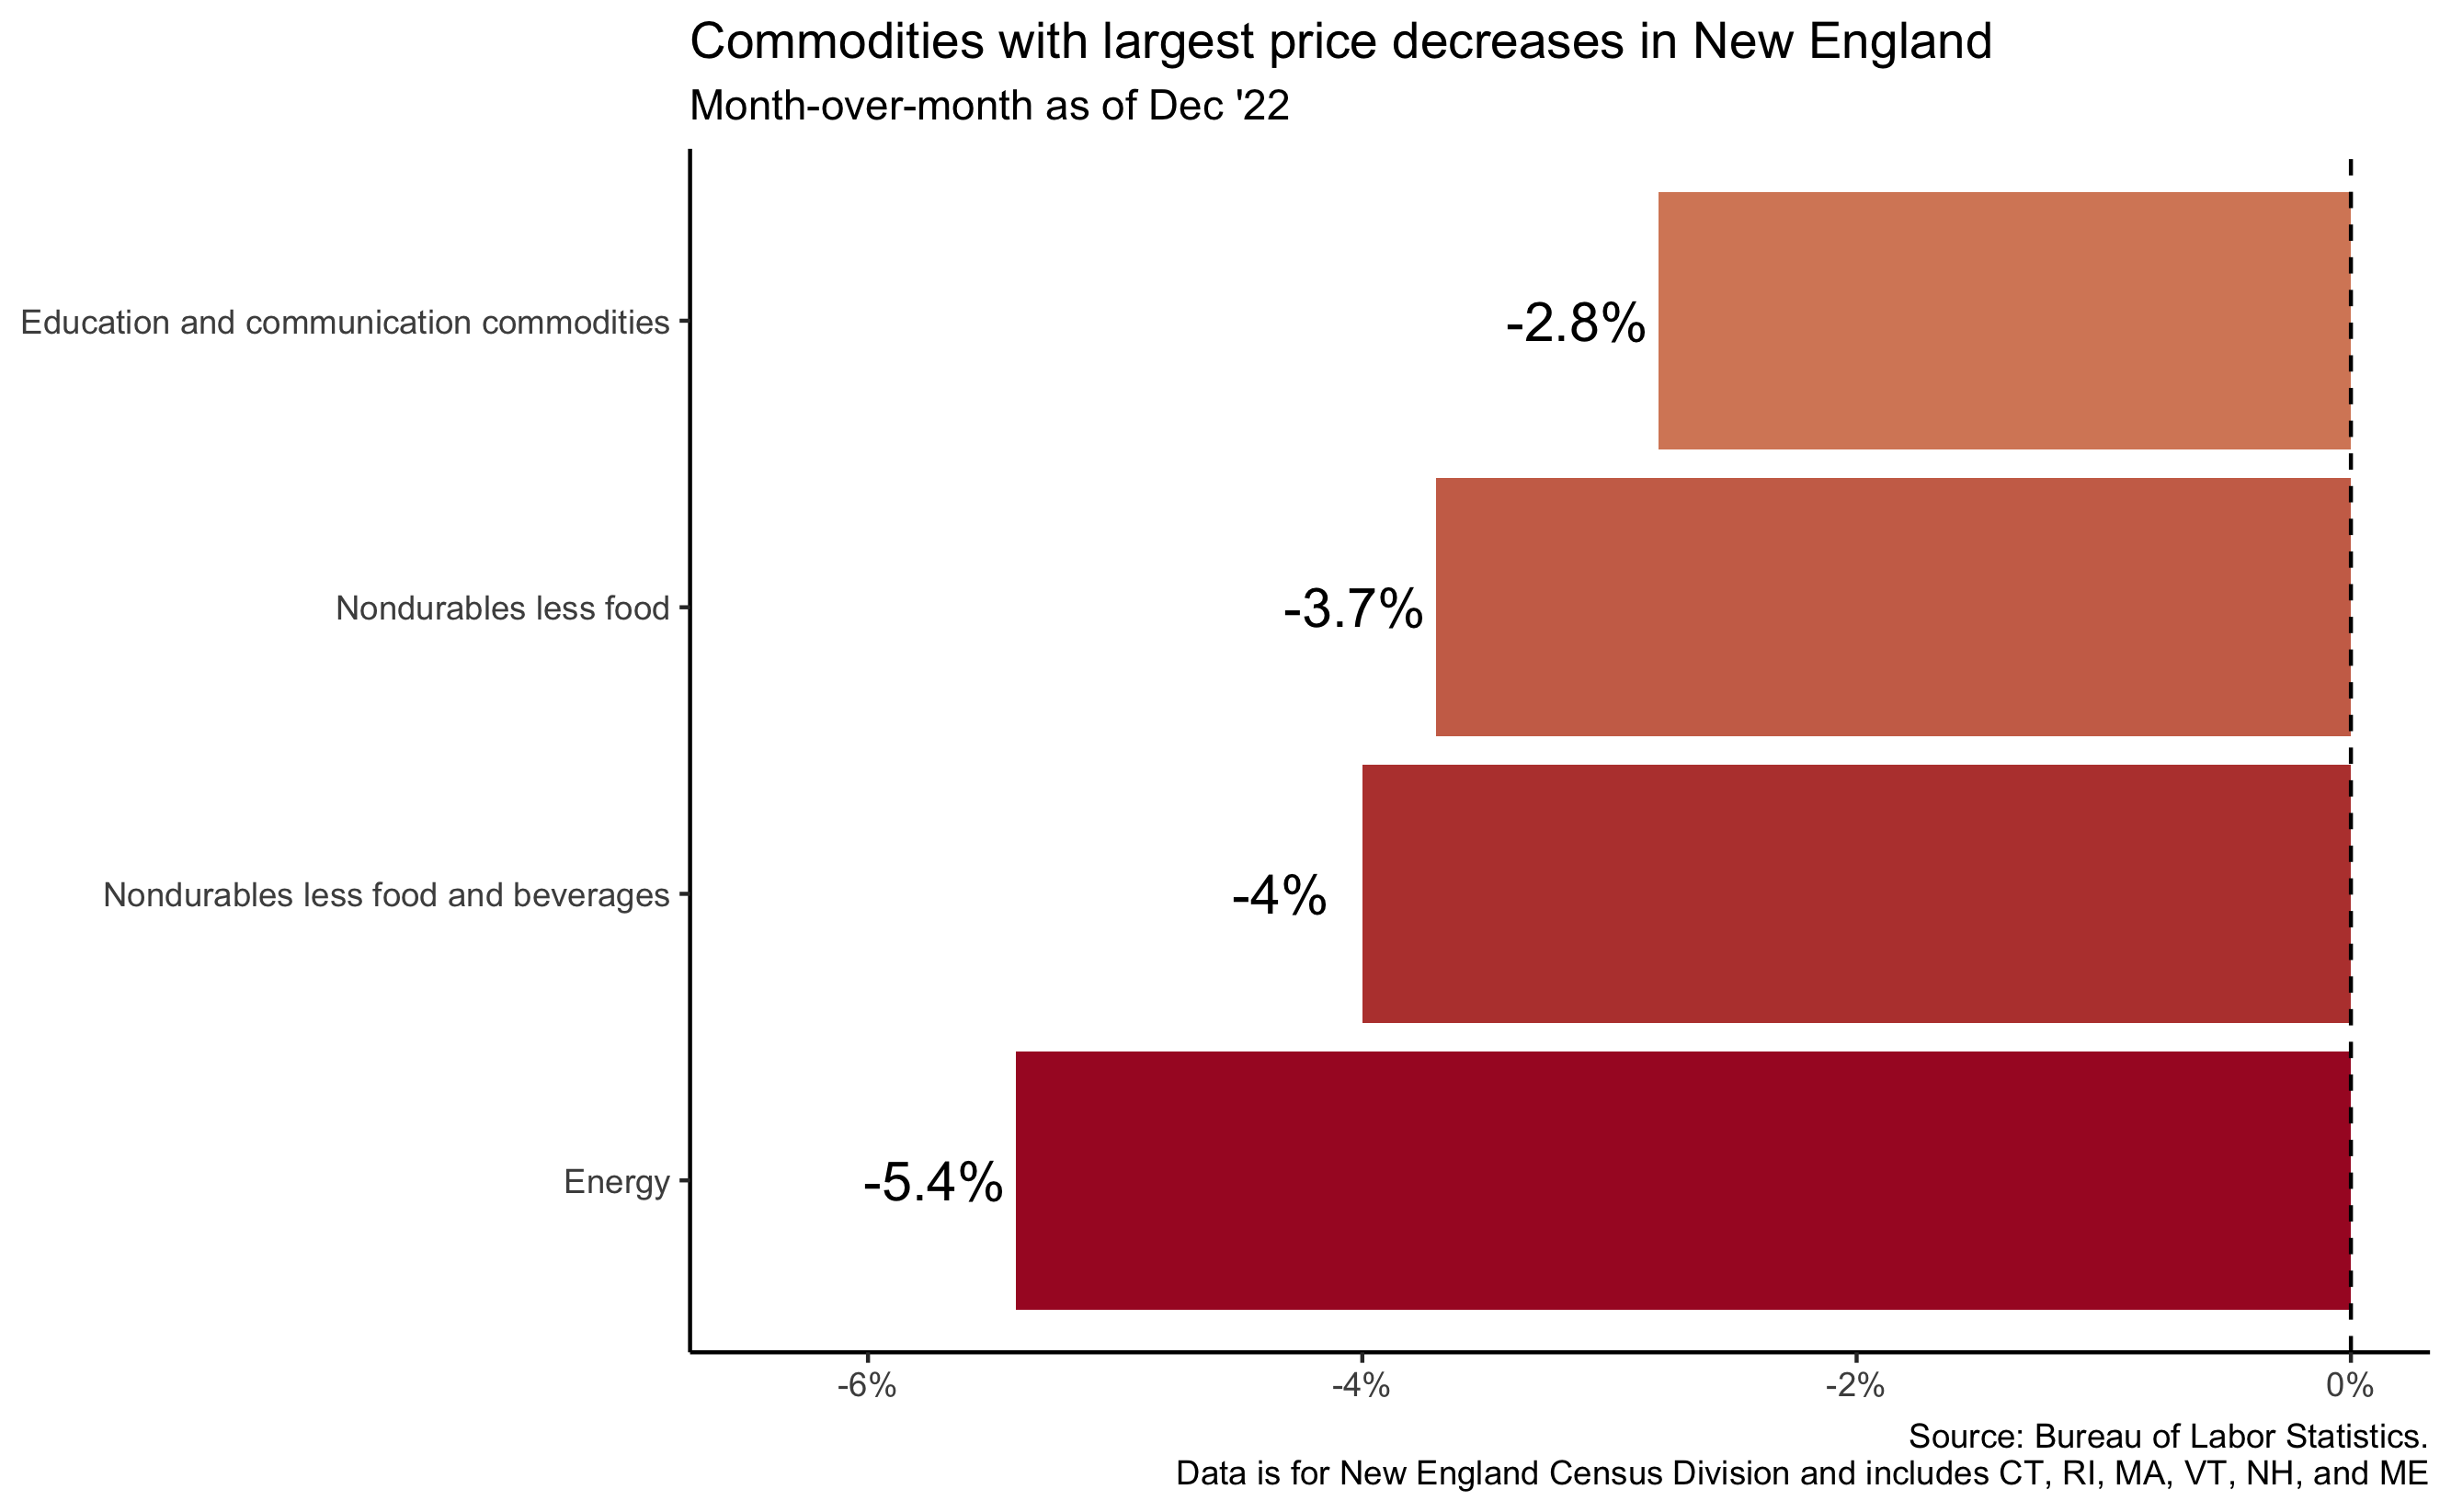 Commodities with largest price decreases in New England
Month-over-month as of Dec '22
Education and communication commodities
-2.8%
Nondurables less food
-3.7%
Nondurables less food and beverages
-4%
Energy
-5.4%
-6%
-4%
-2%
0%
Source: Bureau of Labor Statistics.
Data is for New England Census Division and includes CT, RI, MA, VT, NH, and ME